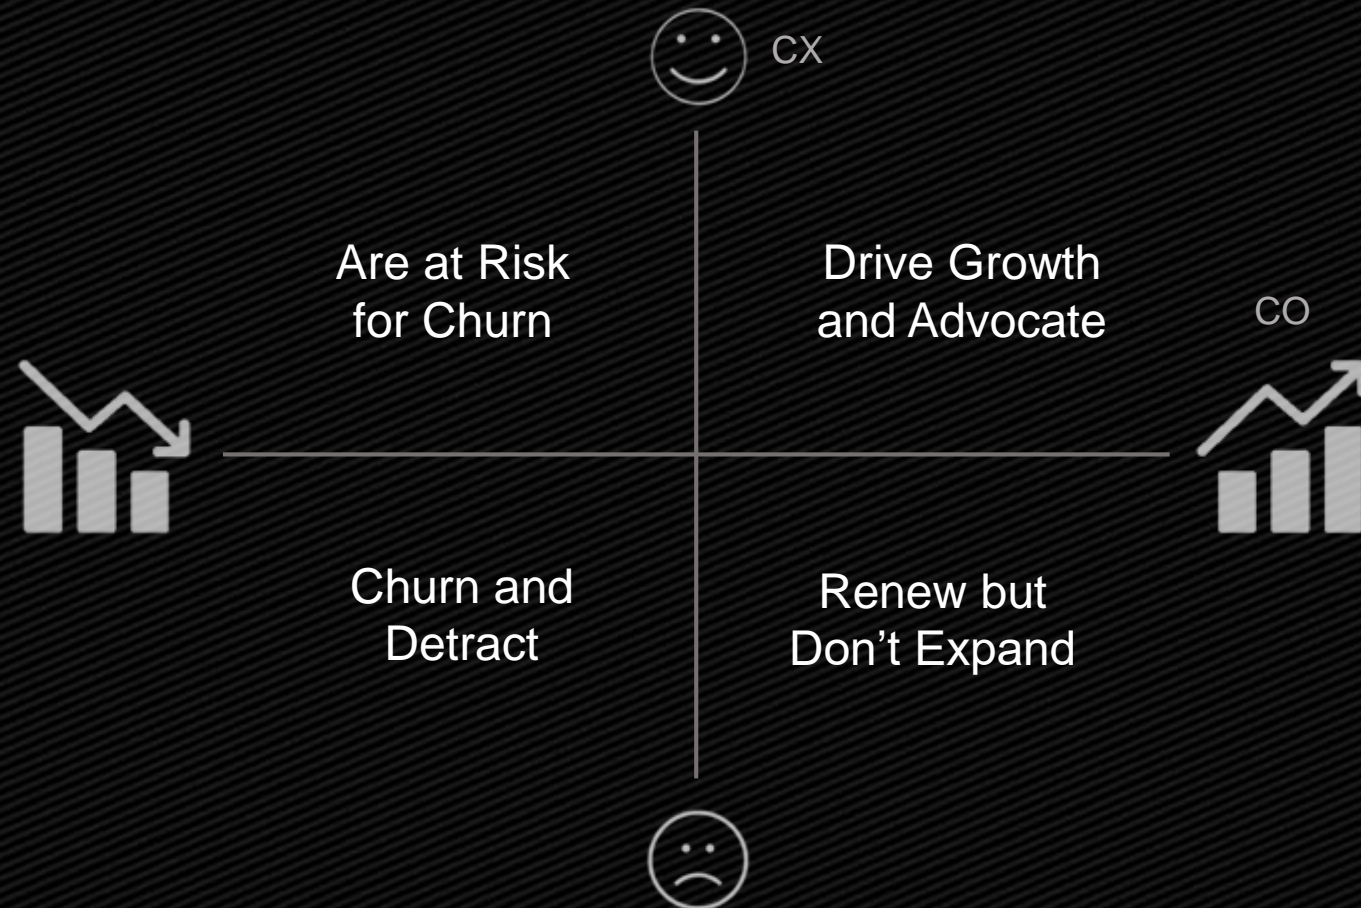 CX
Are at Risk
for Churn
Drive Growth
and Advocate
CO
Churn and
Detract
Renew but
Don’t Expand